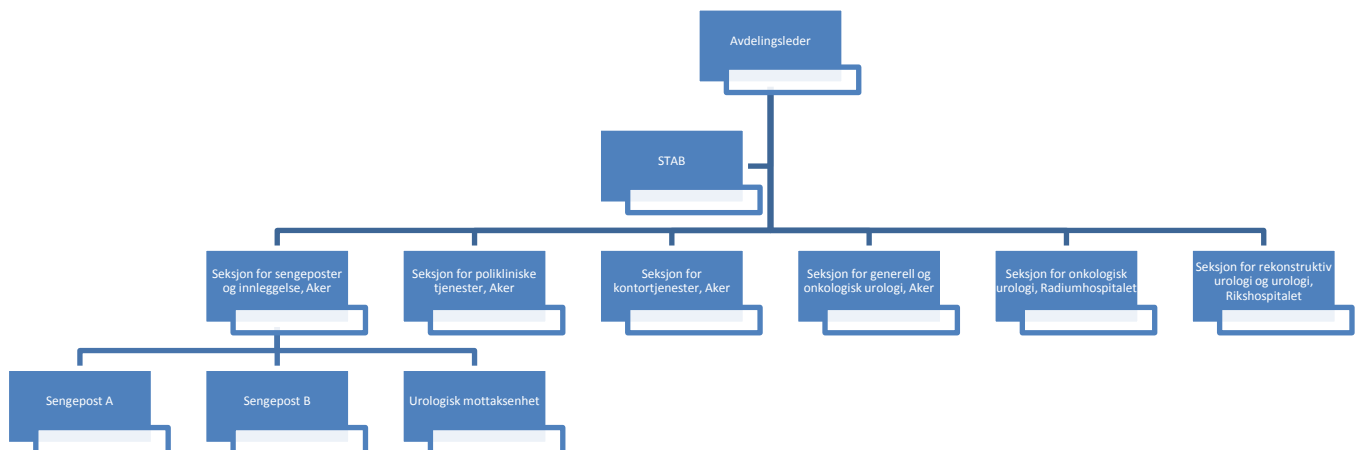 Avdelingsleder
STAB
Seksjon for sengeposter
og innleggelse, Aker
Seksjon for polikliniske
tjenester, Aker
Seksjon for
kontortjenester, Aker
Seksjon for generell og
onkologisk urologi, Aker
Seksjon for onkologisk
urologi, Radiumhospitalet
Seksjon for rekonstruktiv
urologi og urologi,
Rikshospitalet
Sengepost A
Sengepost B
Urologisk mottaksenhet